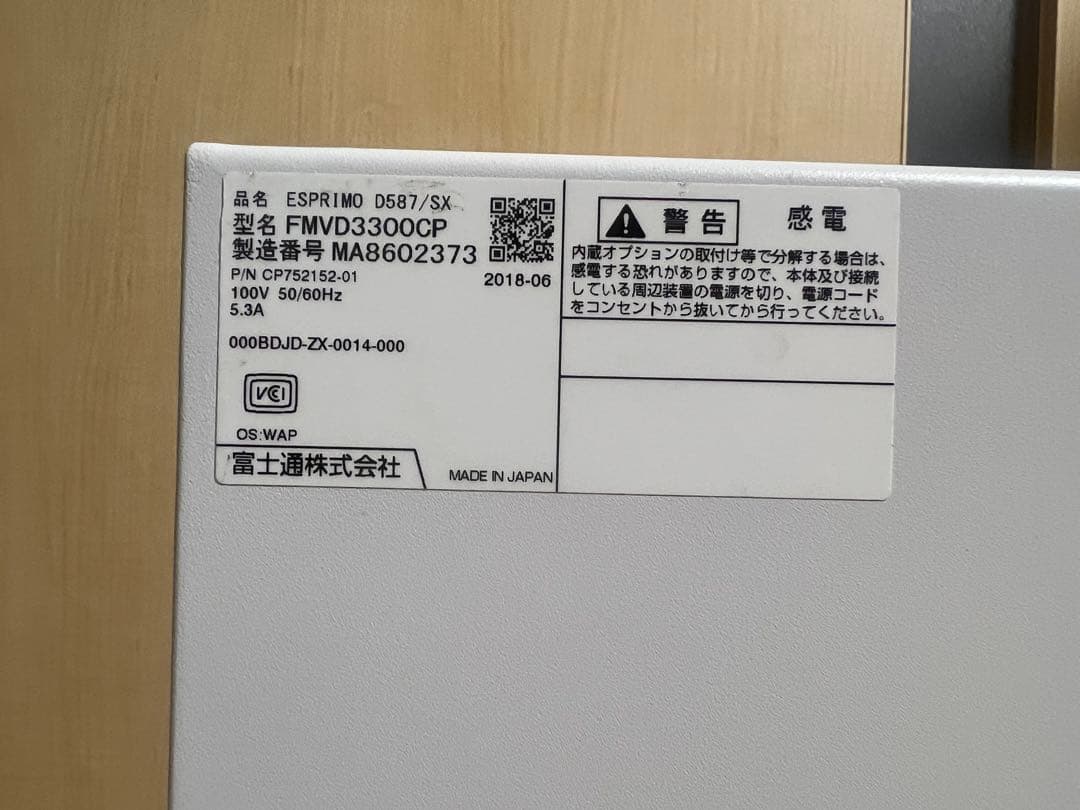 品名 ESPRIMO D587/SX
型名 FMVD3300CP
製造番号 MA8602373
P/N CP752152-01
2018-06
100V 50/60Hz
5.3A
000BDJD-ZX-0014-000
VCI
OS:WAP
富士通株式会社
MADE IN JAPAN
警告 感電
内蔵オプションの取付け等で分解する場合は、
感電する恐れがありますので、本体及び接続
している周辺装置の電源を切り、電源コード
をコンセントから抜いてから行ってください。